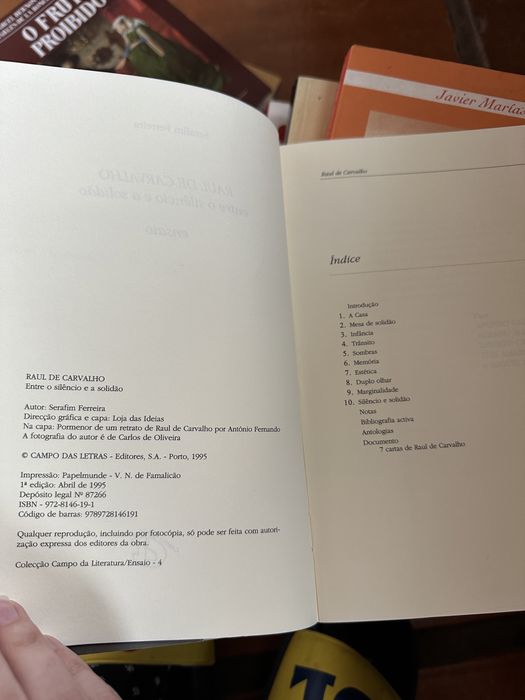 O FRUTO
PROIBIDO
Javier Marías
RAUL DE CARVALHO
Entre o silêncio e a solidão
Autor: Serafim Ferreira
Direcção gráfica e capa: Loja das Ideias
Na capa: Pormenor de um retrato de Raul de Carvalho por António Fernando
A fotografia do autor é de Carlos de Oliveira
© CAMPO DAS LETRAS - Editores, S.A. - Porto, 1995
Impressão: Papelmunde - V. N. de Famalicão
1ª edição: Abril de 1995
Depósito legal Nº 87266
ISBN - 972-8146-19-1
Código de barras: 9789728146191
Qualquer reprodução, incluindo por fotocópia, só pode ser feita com autori-
zação expressa dos editores da obra.
Colecção Campo da Literatura/Ensaio - 4
Raul de Carvalho
Índice
Introdução
1. A Casa
2. Mesa de solidão
3. Infância
4. Trânsito
5. Sombras
6. Memória
7. Estética
8. Duplo olhar
9. Marginalidade
10. Silêncio e solidão
Notas
Bibliografia activa
Antologias
Documento
7 cartas de Raul de Carvalho